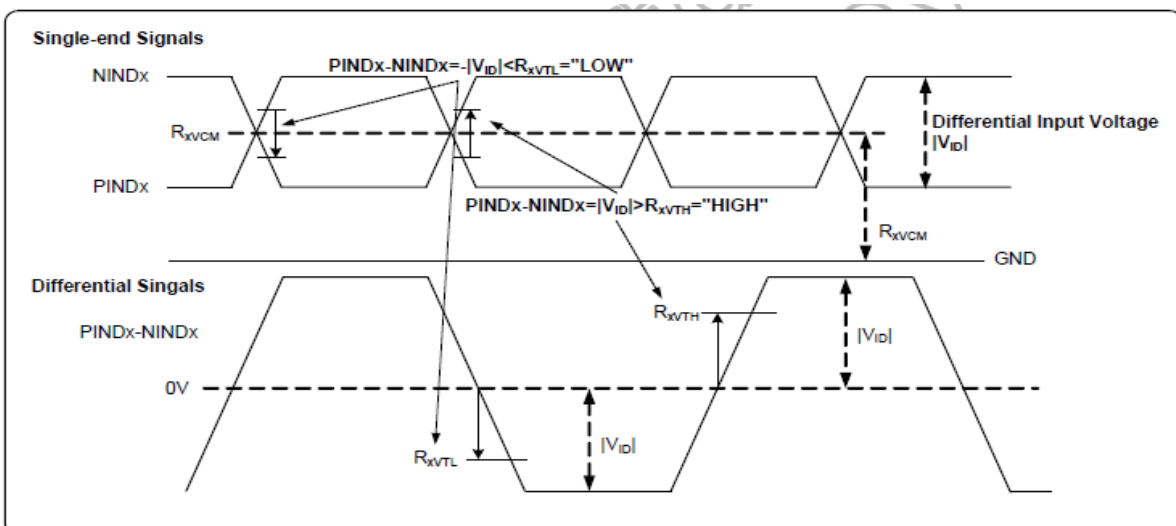 Single-end Signals
NINDx
PINDx-NINDx=-|VID|<RxVTL="LOW"
RxVCM
Differential Input Voltage
|VID|
PINDx
PINDx-NINDx=|VID|>RxVTH="HIGH"
RxVCM
GND
Differential Singals
PINDx-NINDx
RxVTH
|VID|
0V
|VID|
RxVTL